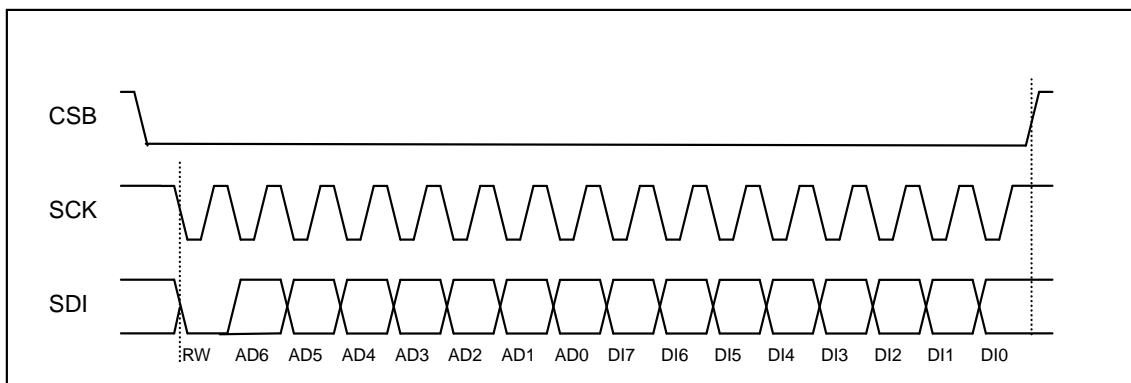 CSB
SCK
SDI
RW AD6 AD5 AD4 AD3 AD2 AD1 AD0 DI7 DI6 DI5 DI4 DI3 DI2 DI1 DI0